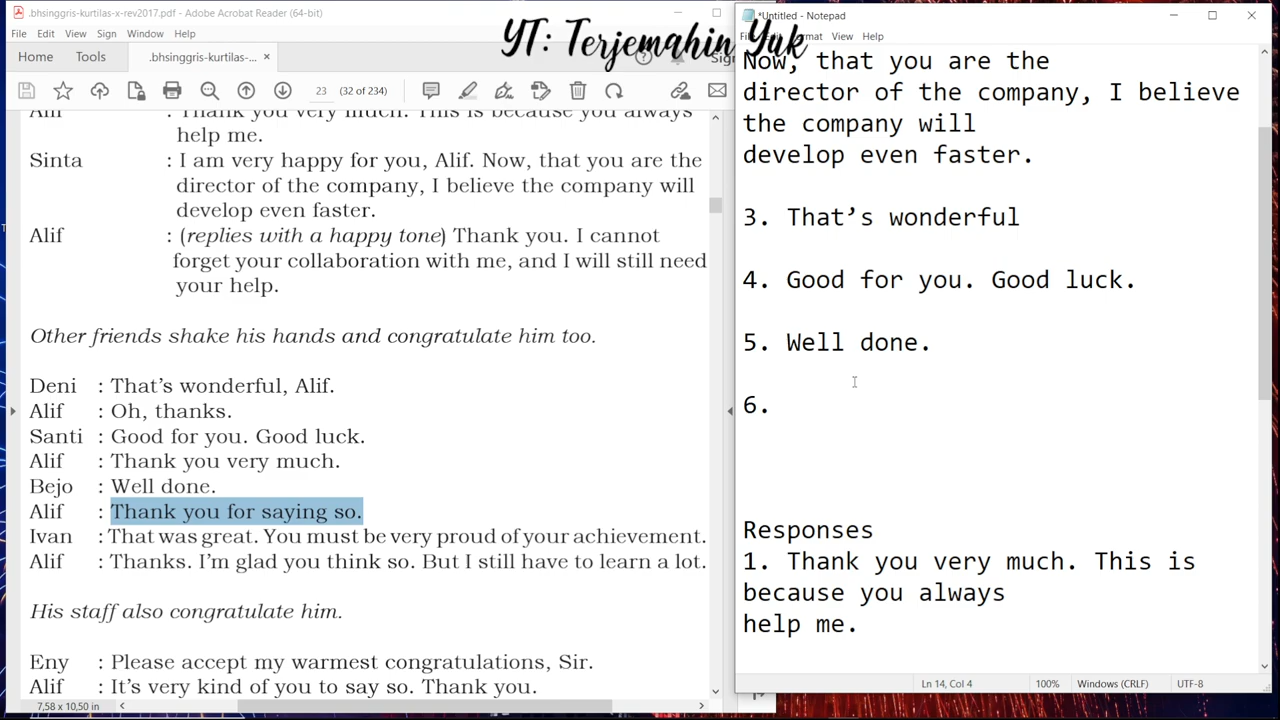 .bhsinggris-kurtilas-x-rev2017.pdf - Adobe Acrobat Reader (64-bit)
File Edit View Sign Window Help
Home Tools .bhsinggris-kurtilas-... ×
23 (32 of 234)
Alif : Thank you very much. This is because you always
help me.
Sinta : I am very happy for you, Alif. Now, that you are the
director of the company, I believe the company will
develop even faster.
Alif : (replies with a happy tone) Thank you. I cannot
forget your collaboration with me, and I will still need
your help.
Other friends shake his hands and congratulate him too.
Deni : That’s wonderful, Alif.
Alif : Oh, thanks.
Santi : Good for you. Good luck.
Alif : Thank you very much.
Bejo : Well done.
Alif : Thank you for saying so.
Ivan : That was great. You must be very proud of your achievement.
Alif : Thanks. I’m glad you think so. But I still have to learn a lot.
His staff also congratulate him.
Eny : Please accept my warmest congratulations, Sir.
Alif : It’s very kind of you to say so. Thank you.
7,58 x 10,50 in
YT: Terjemahin Yuk
*Untitled - Notepad
View Help
Now, that you are the
director of the company, I believe
the company will
develop even faster.
3. That’s wonderful
4. Good for you. Good luck.
5. Well done.
6.
Responses
1. Thank you very much. This is
because you always
help me.
Ln 14, Col 4 100% Windows (CRLF) UTF-8